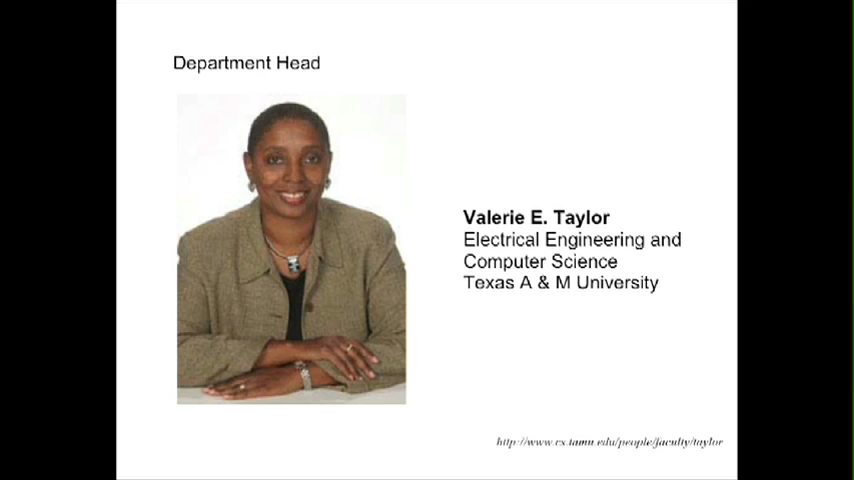 Department Head
Valerie E. Taylor
Electrical Engineering and
Computer Science
Texas A & M University
http://www.cs.tamu.edu/people/faculty/taylor